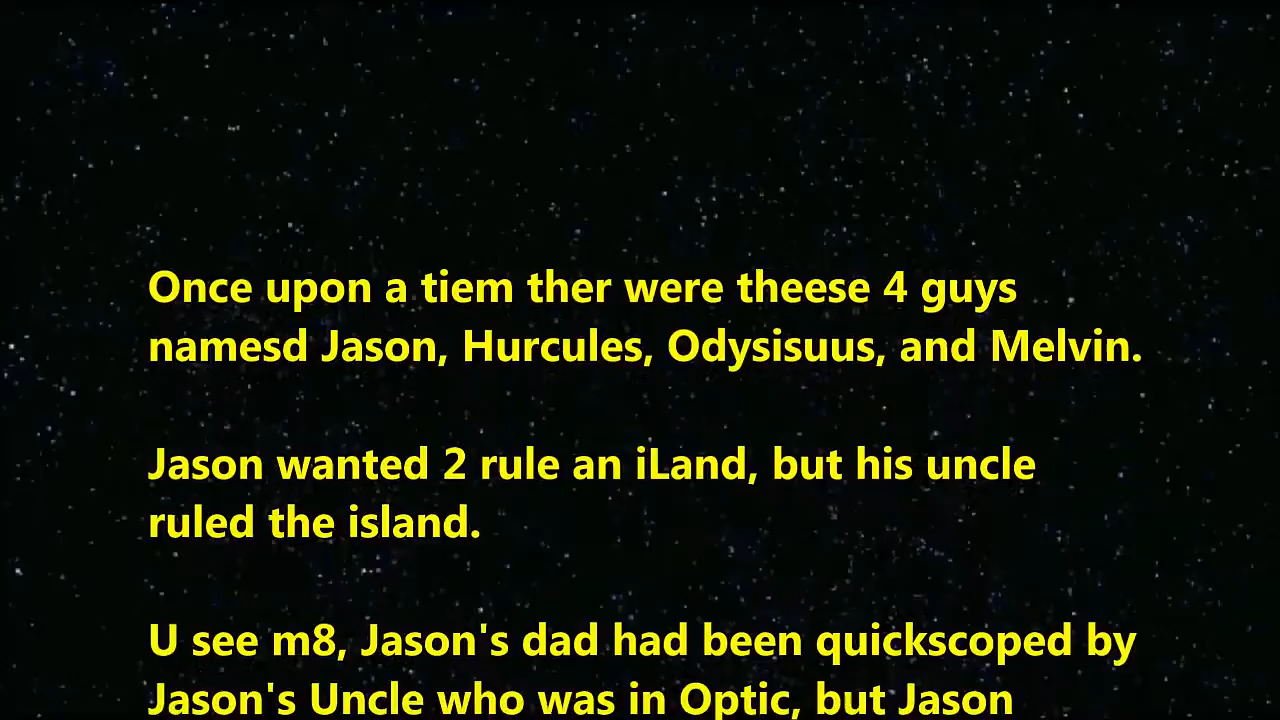 Once upon a tiem ther were theese 4 guys
namesd Jason, Hurcules, Odysisuus, and Melvin.
Jason wanted 2 rule an iLand, but his uncle
ruled the island.
U see m8, Jason's dad had been quickscoped by
Jason's Uncle who was in Optic, but Jason